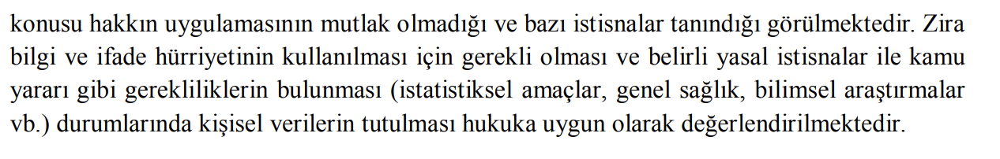 konusu hakkın uygulamasının mutlak olmadığı ve bazı istisnalar tanındığı görülmektedir. Zira
bilgi ve ifade hürriyetinin kullanılması için gerekli olması ve belirli yasal istisnalar ile kamu
yararı gibi gerekliliklerin bulunması (istatistiksel amaçlar, genel sağlık, bilimsel araştırmalar
vb.) durumlarında kişisel verilerin tutulması hukuka uygun olarak değerlendirilmektedir.